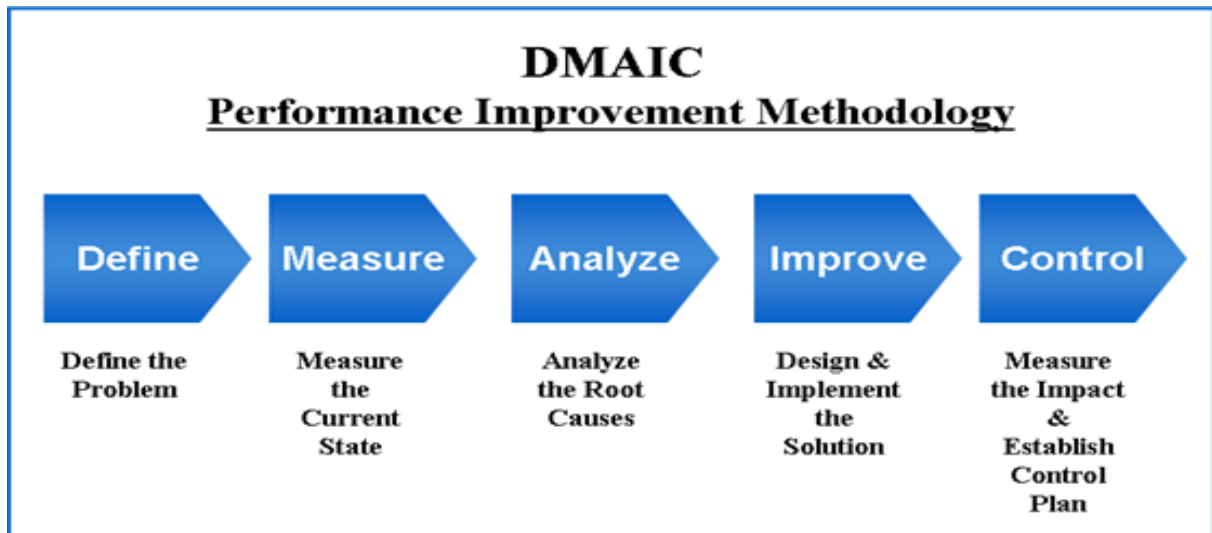 DMAIC
Performance Improvement Methodology
Define
Measure
Analyze
Improve
Control
Define the
Problem
Measure
the
Current
State
Analyze
the Root
Causes
Design &
Implement
the
Solution
Measure
the Impact
&
Establish
Control
Plan